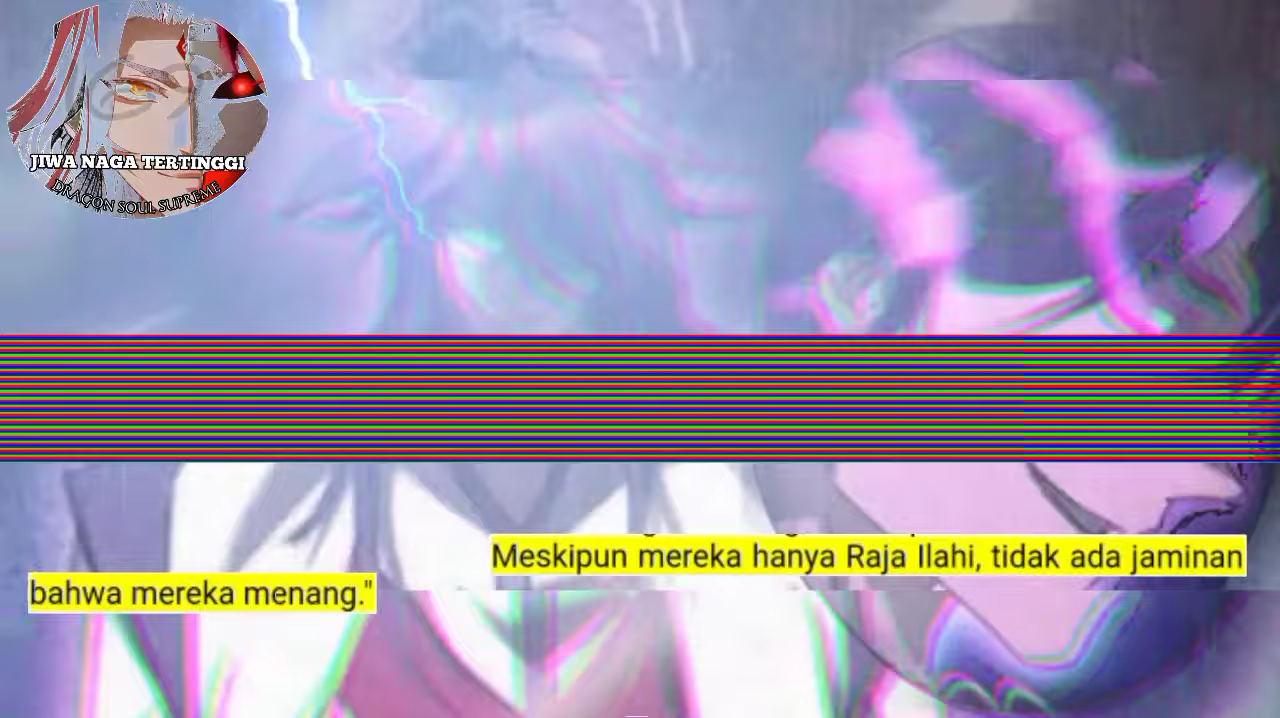 JIWA NAGA TERTINGGI
DRAGON SOUL SUPREME
Meskipun mereka hanya Raja Ilahi, tidak ada jaminan
bahwa mereka menang."